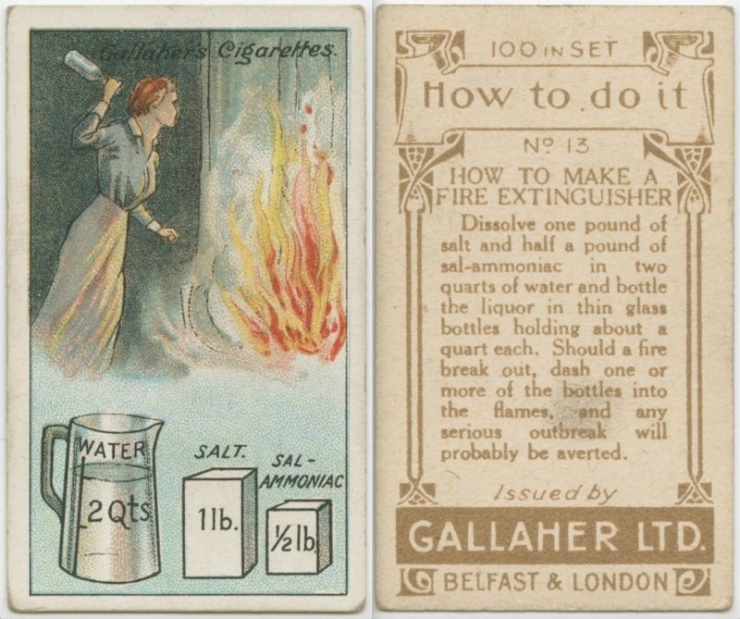 Gallaher's Cigarettes.
WATER
2 Qts
SALT.
1 lb.
SAL-
AMMONIAC
½ lb
100 IN SET
How to do it
Nº 13
HOW TO MAKE A
FIRE EXTINGUISHER
Dissolve one pound of
salt and half a pound of
sal-ammoniac in two
quarts of water and bottle
the liquor in thin glass
bottles holding about a
quart each. Should a fire
break out, dash one or
more of the bottles into
the flames, and any
serious outbreak will
probably be averted.
Issued by
GALLAHER LTD.
BELFAST & LONDON